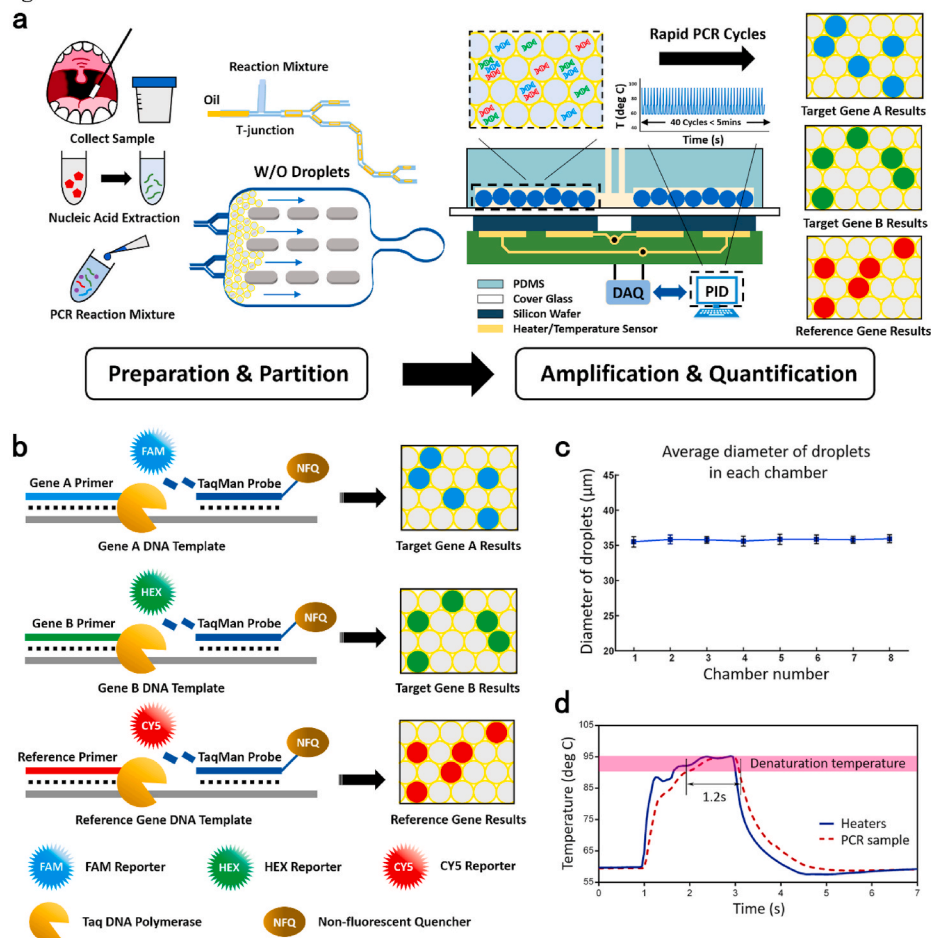 a
Collect Sample
Nucleic Acid Extraction
PCR Reaction Mixture
Reaction Mixture
Oil
T-junction
W/O Droplets
Rapid PCR Cycles
T (deg C)
100
80
60
40
40 Cycles < 5mins
Time (s)
PDMS
Cover Glass
Silicon Wafer
Heater/Temperature Sensor
DAQ
PID
Target Gene A Results
Target Gene B Results
Reference Gene Results
Preparation & Partition
Amplification & Quantification
b
FAM
NFQ
Gene A Primer
TaqMan Probe
Gene A DNA Template
Target Gene A Results
HEX
NFQ
Gene B Primer
TaqMan Probe
Gene B DNA Template
Target Gene B Results
CY5
NFQ
Reference Primer
TaqMan Probe
Reference Gene DNA Template
Reference Gene Results
FAM
FAM Reporter
HEX
HEX Reporter
CY5
CY5 Reporter
Taq DNA Polymerase
NFQ
Non-fluorescent Quencher
c
Average diameter of droplets
in each chamber
Diameter of droplets (μm)
45
40
35
30
25
20
1 2 3 4 5 6 7 8
Chamber number
d
Temperature (deg C)
105
95
85
75
65
55
Denaturation temperature
1.2s
Heaters
PCR sample
0 1 2 3 4 5 6 7
Time (s)